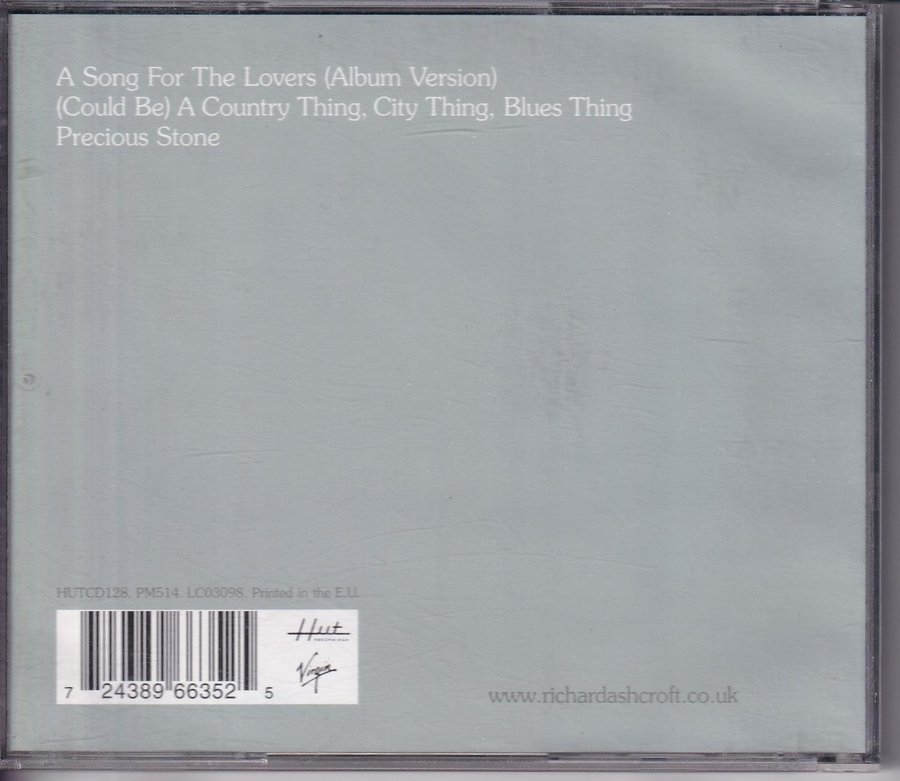 A Song For The Lovers (Album Version)
(Could Be) A Country Thing, City Thing, Blues Thing
Precious Stone
HUTCD128. PM514. LC03098. Printed in the E.U.
Hut
Virgin
7 24389 66352 5
www.richardashcroft.co.uk